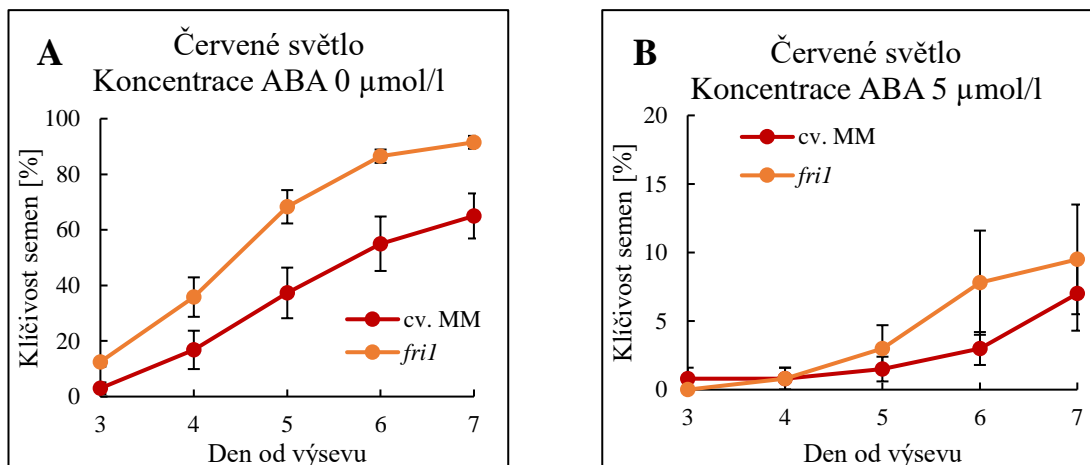 A
Červené světlo
Koncentrace ABA 0 µmol/l
Klíčivost semen [%]
100
80
60
40
20
0
cv. MM
fri1
3 4 5 6 7
Den od výsevu
B
Červené světlo
Koncentrace ABA 5 µmol/l
Klíčivost semen [%]
20
15
10
5
0
cv. MM
fri1
3 4 5 6 7
Den od výsevu